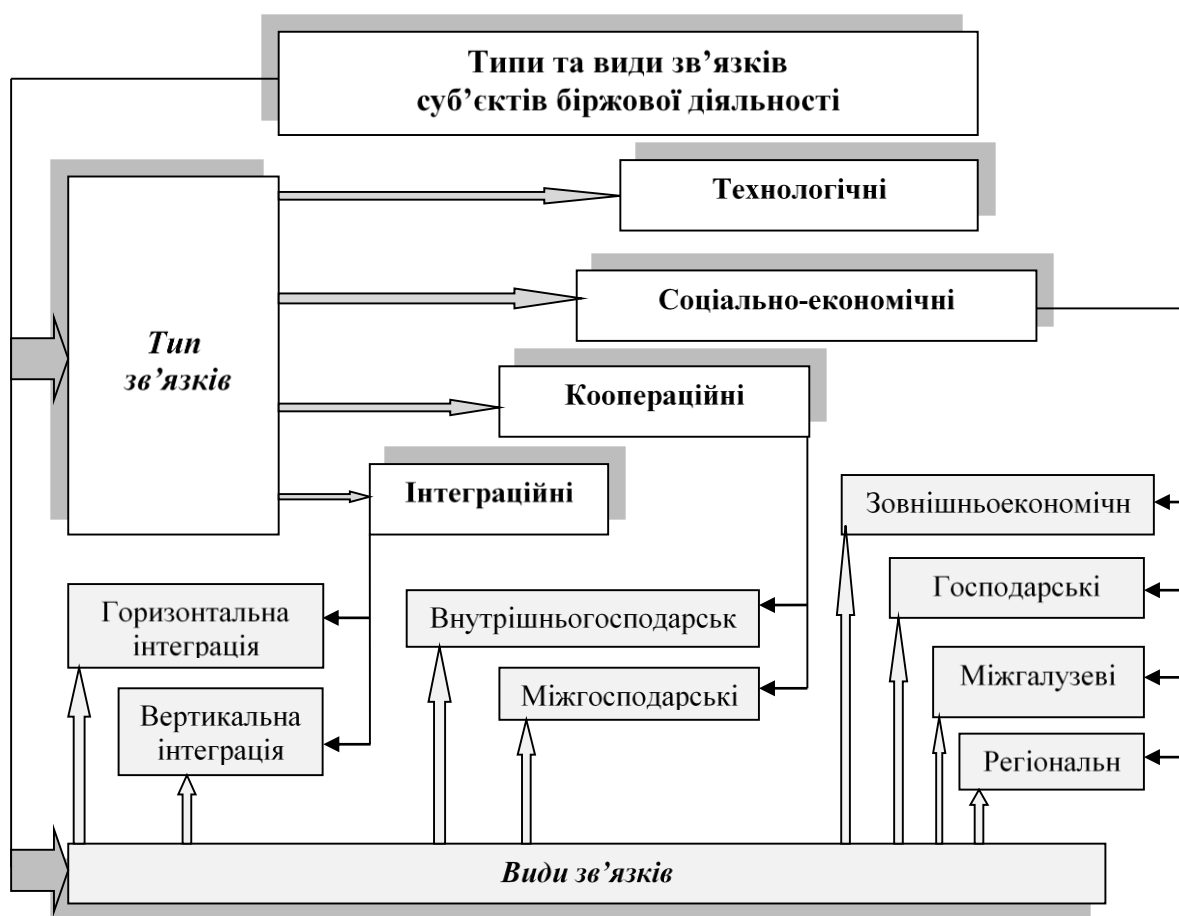 Типи та види зв’язків
суб’єктів біржової діяльності
Технологічні
Соціально-економічні
Тип
зв’язків
Коопераційні
Інтеграційні
Зовнішньоекономічн
Горизонтальна
інтеграція
Внутрішньогосподарськ
Господарські
Міжгосподарські
Міжгалузеві
Вертикальна
інтеграція
Регіональн
Види зв’язків